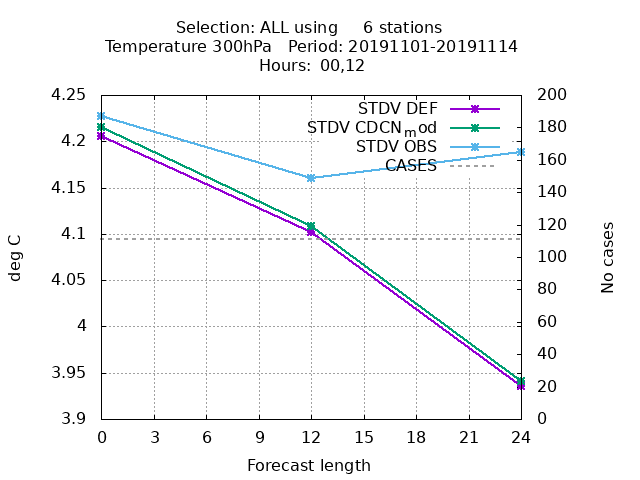 Selection: ALL using     6 stations
Temperature 300hPa   Period: 20191101-20191114
Hours: 00,12
STDV DEF
STDV CDCNmod
STDV OBS
CASES
4.25
4.2
4.15
4.1
4.05
4
3.95
3.9
deg C
200
180
160
140
120
100
80
60
40
20
0
No cases
0 3 6 9 12 15 18 21 24
Forecast length